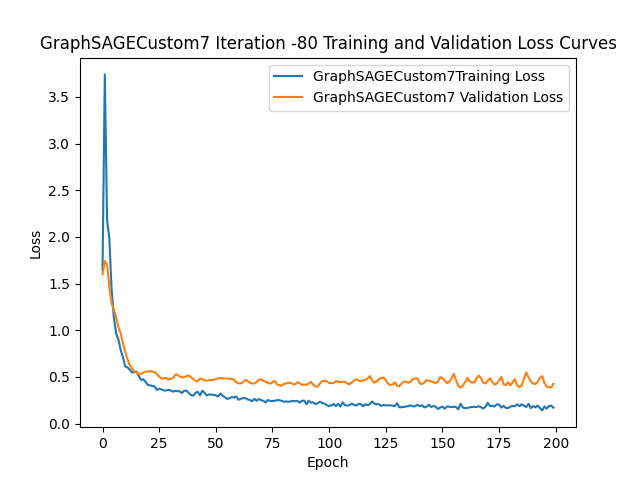 GraphSAGECustom7 Iteration -80 Training and Validation Loss Curves
GraphSAGECustom7Training Loss
GraphSAGECustom7 Validation Loss
3.5
3.0
2.5
2.0
1.5
1.0
0.5
0.0
Loss
0 25 50 75 100 125 150 175 200
Epoch